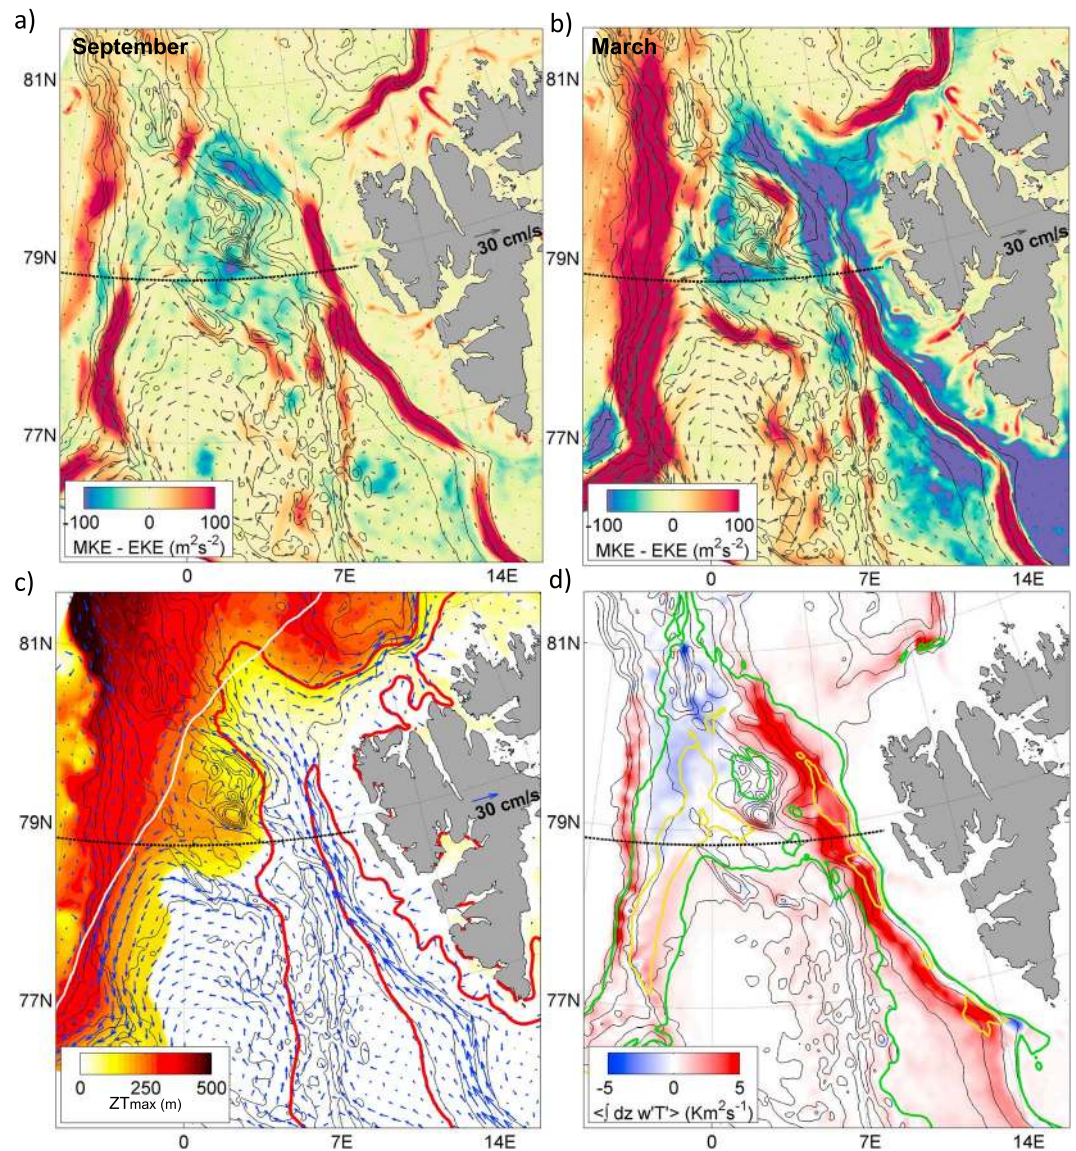 a)
September
81N
79N
77N
30 cm/s
-100 0 100
MKE - EKE (m²s⁻²)
0 7E 14E
b)
March
81N
79N
77N
30 cm/s
-100 0 100
MKE - EKE (m²s⁻²)
0 7E 14E
c)
81N
79N
77N
30 cm/s
0 250 500
ZTmax (m)
0 7E 14E
d)
81N
79N
77N
-5 0 5
<∫ dz w'T'> (Km²s⁻¹)
0 7E 14E